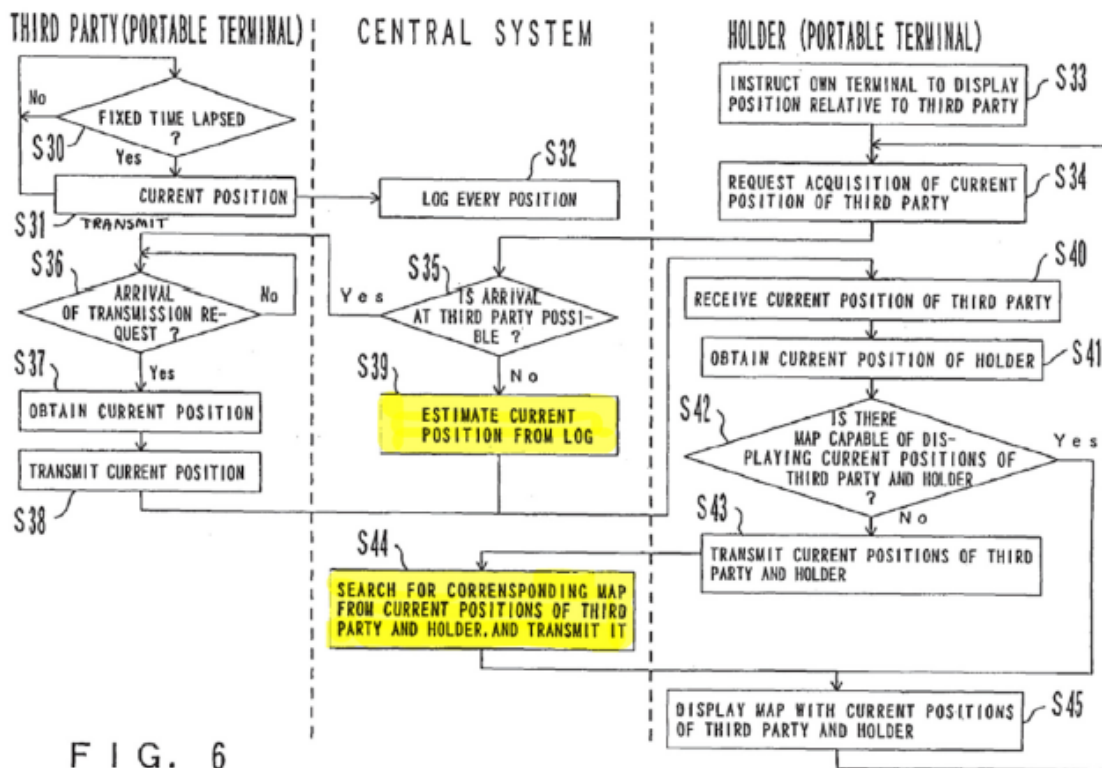 THIRD PARTY(PORTABLE TERMINAL)
CENTRAL SYSTEM
HOLDER (PORTABLE TERMINAL)
No
FIXED TIME LAPSED
?
S30
Yes
CURRENT POSITION
S31
TRANSMIT
S32
LOG EVERY POSITION
S33
INSTRUCT OWN TERMINAL TO DISPLAY
POSITION RELATIVE TO THIRD PARTY
S34
REQUEST ACQUISITION OF CURRENT
POSITION OF THIRD PARTY
S36
ARRIVAL
OF TRANSMISSION RE-
QUEST ?
No
Yes
S37
OBTAIN CURRENT POSITION
TRANSMIT CURRENT POSITION
S38
S35
Yes
IS ARRIVAL
AT THIRD PARTY POSSI-
BLE ?
No
S39
ESTIMATE CURRENT
POSITION FROM LOG
S40
RECEIVE CURRENT POSITION OF THIRD PARTY
OBTAIN CURRENT POSITION OF HOLDER
S41
S42
IS THERE
MAP CAPABLE OF DIS-
PLAYING CURRENT POSITIONS OF
THIRD PARTY AND HOLDER
?
Yes
No
S43
TRANSMIT CURRENT POSITIONS OF THIRD
PARTY AND HOLDER
S44
SEARCH FOR CORRENSPONDING MAP
FROM CURRENT POSITIONS OF THIRD
PARTY AND HOLDER, AND TRANSMIT IT
DISPLAY MAP WITH CURRENT POSITIONS
OF THIRD PARTY AND HOLDER
S45
FIG. 6